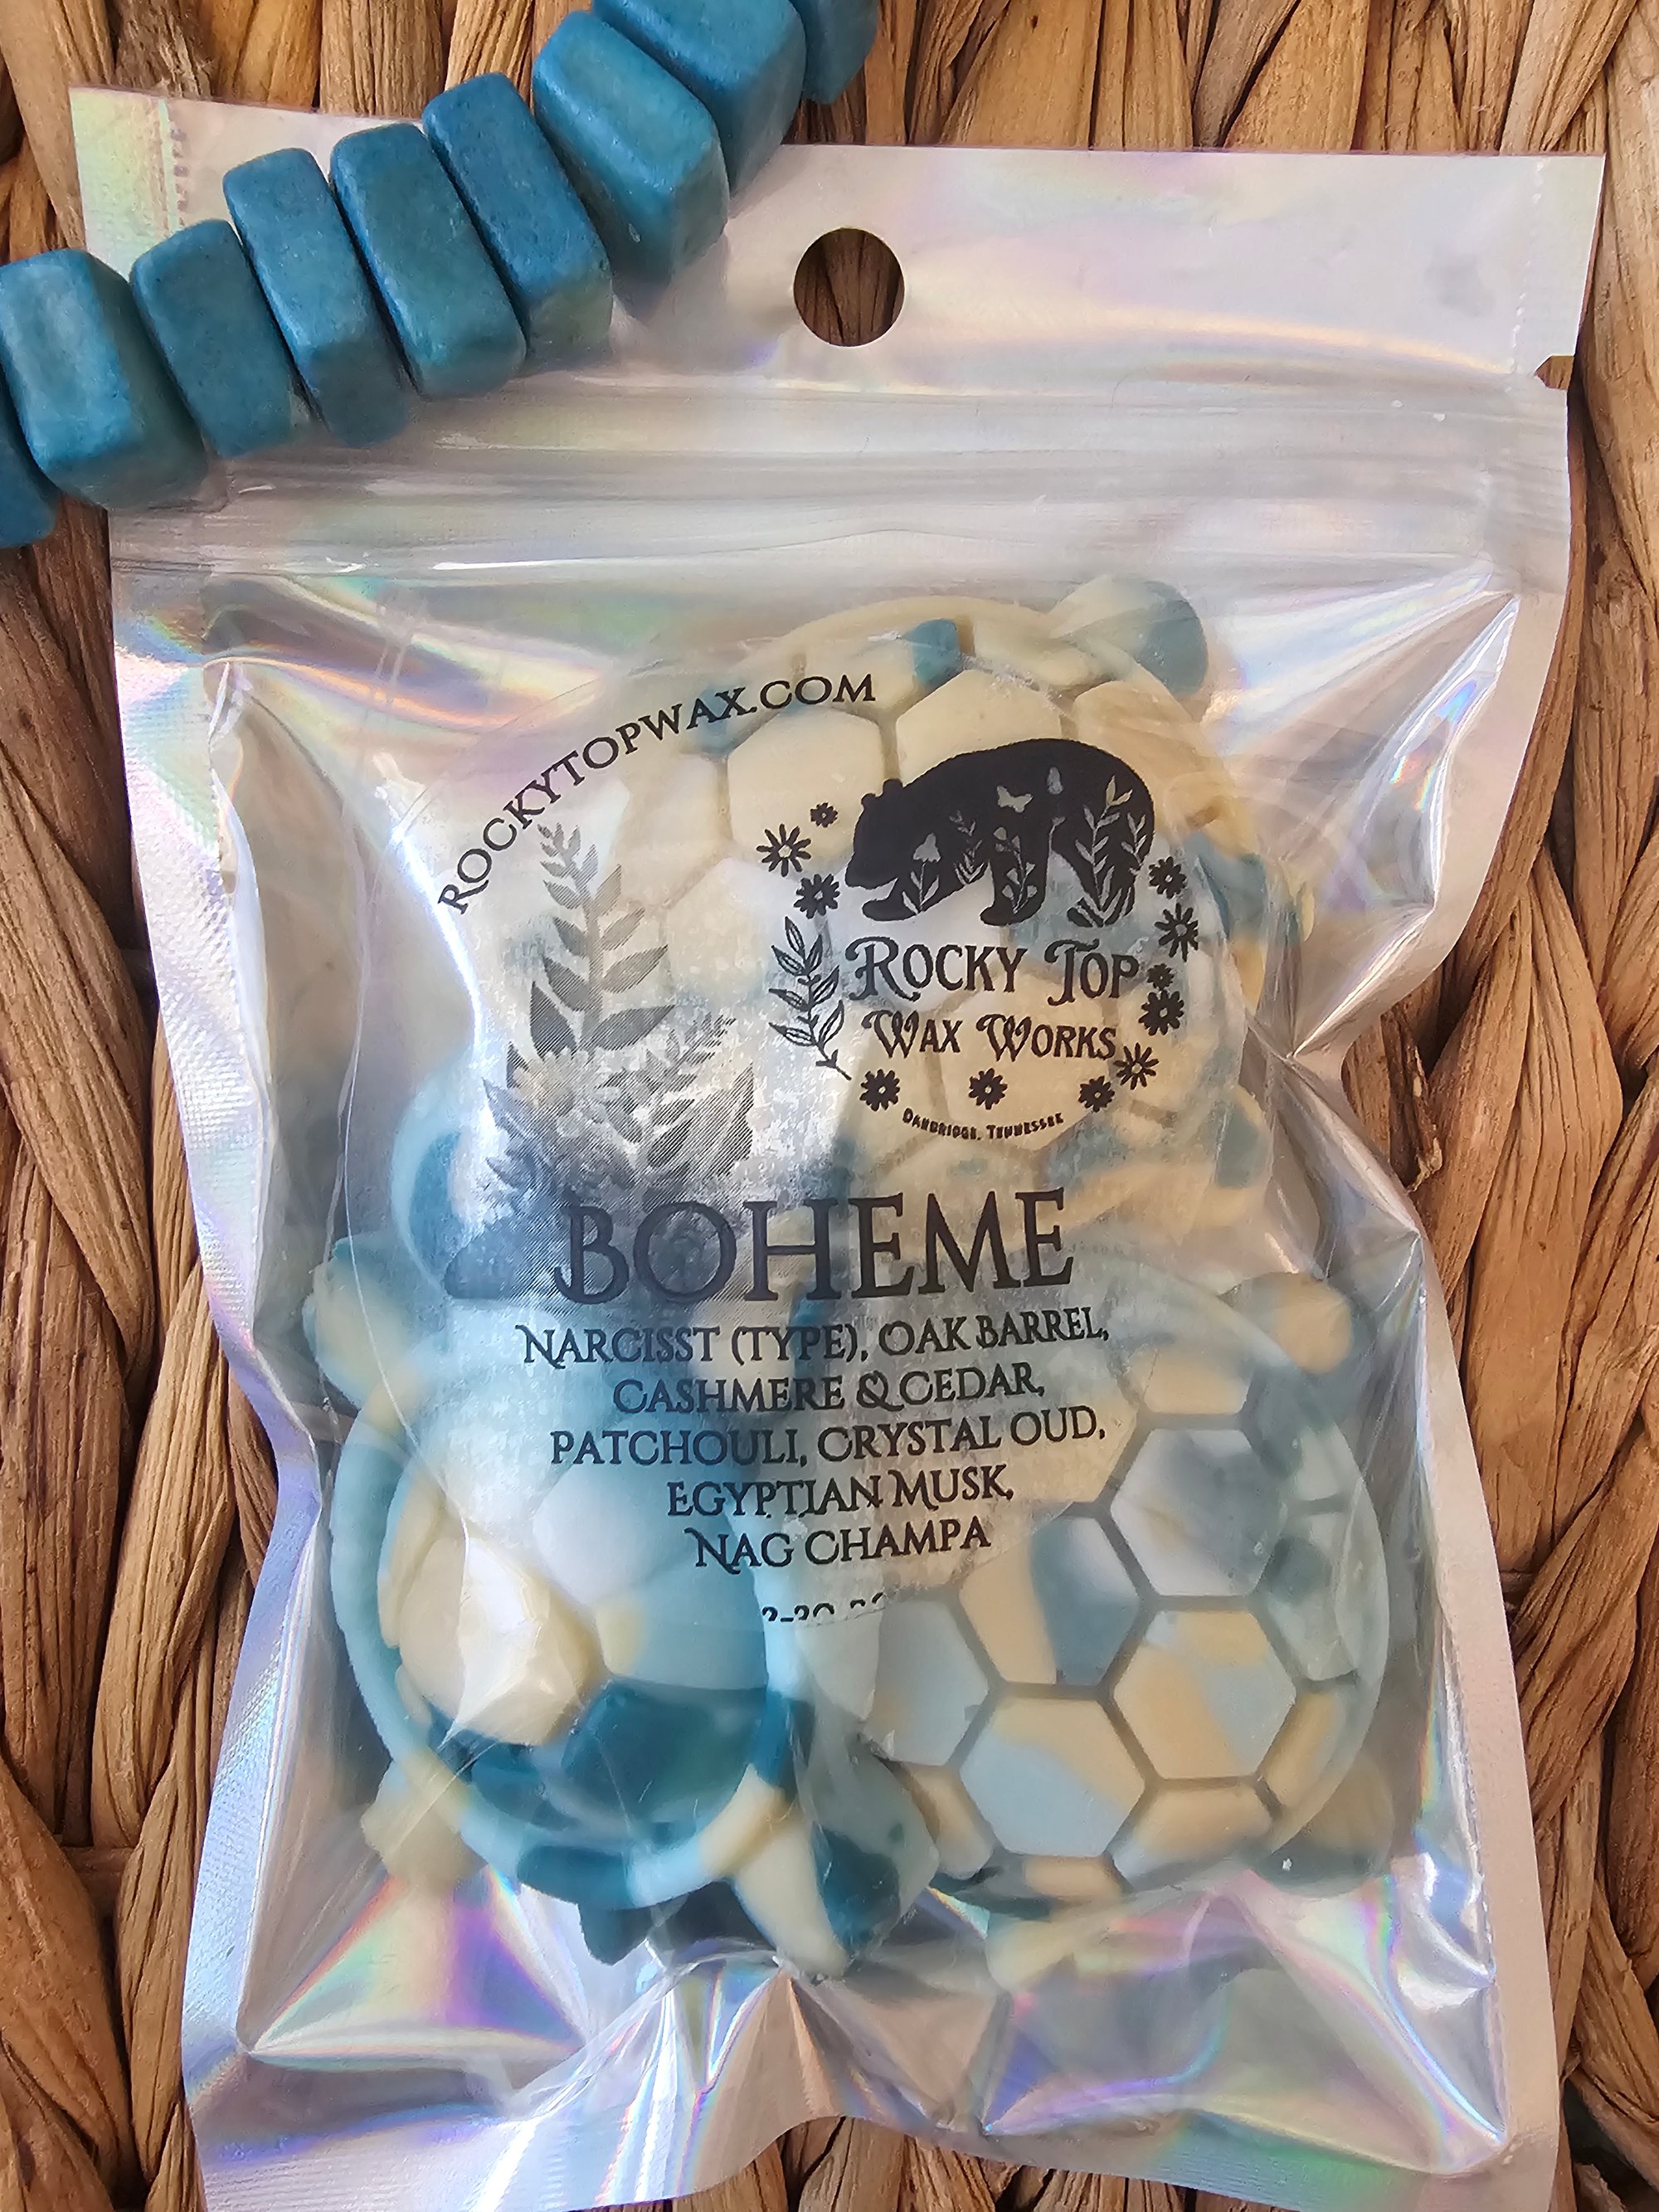 ROCKYTOPWAX.COM
ROCKY TOP
WAX WORKS
DANDRIDGE, TENNESSEE
BOHEME
NARCISST (TYPE), OAK BARREL,
CASHMERE & CEDAR,
PATCHOULI, CRYSTAL OUD,
EGYPTIAN MUSK,
NAG CHAMPA